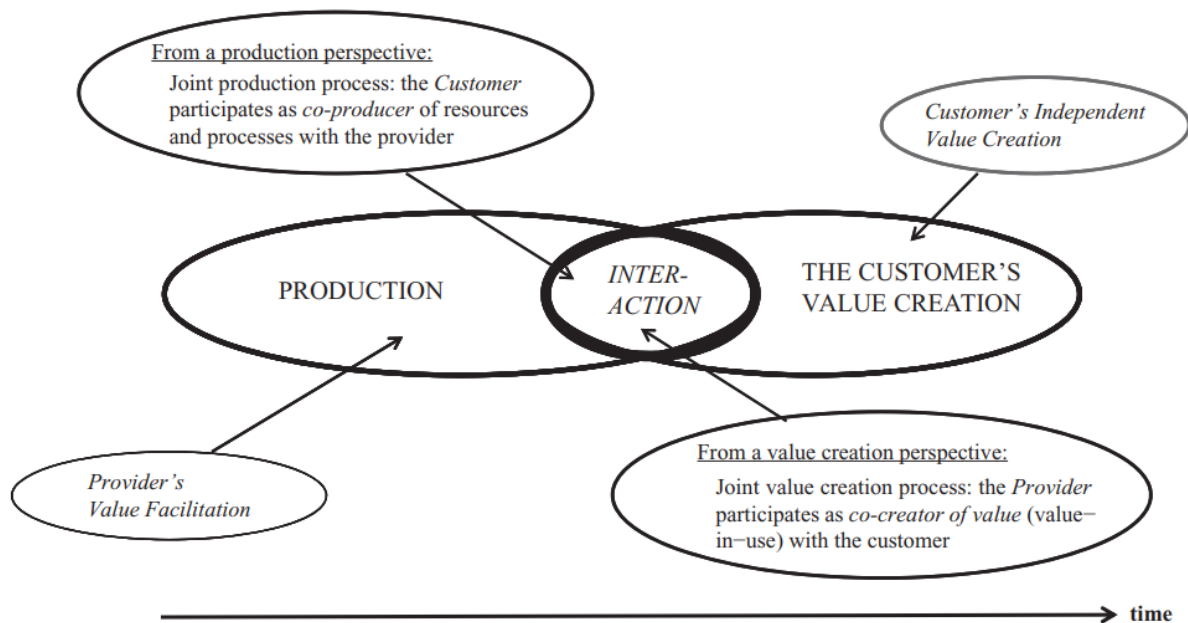 From a production perspective:
Joint production process: the Customer
participates as co-producer of resources
and processes with the provider
Customer's Independent
Value Creation
PRODUCTION
INTER-
ACTION
THE CUSTOMER'S
VALUE CREATION
Provider's
Value Facilitation
From a value creation perspective:
Joint value creation process: the Provider
participates as co-creator of value (value−
in−use) with the customer
time